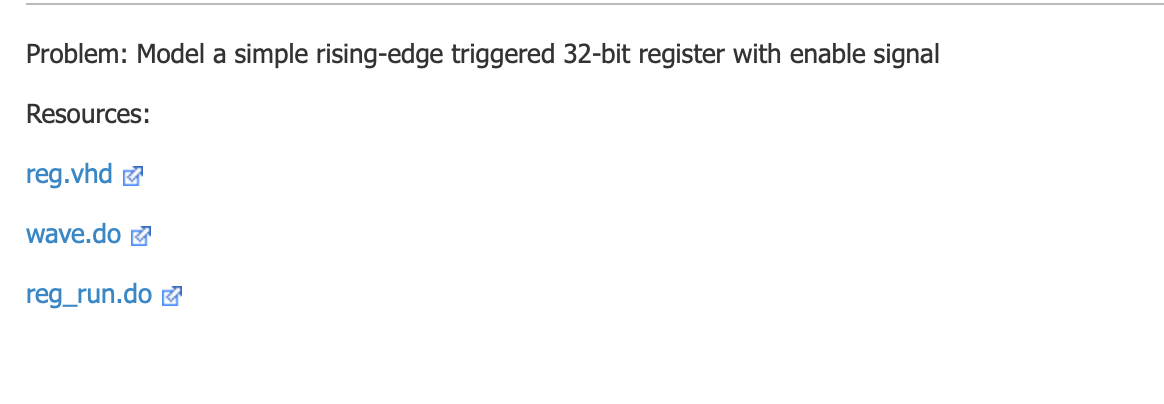 Problem: Model a simple rising-edge triggered 32-bit register with enable signal
Resources:
reg.vhd
wave.do
reg_run.do